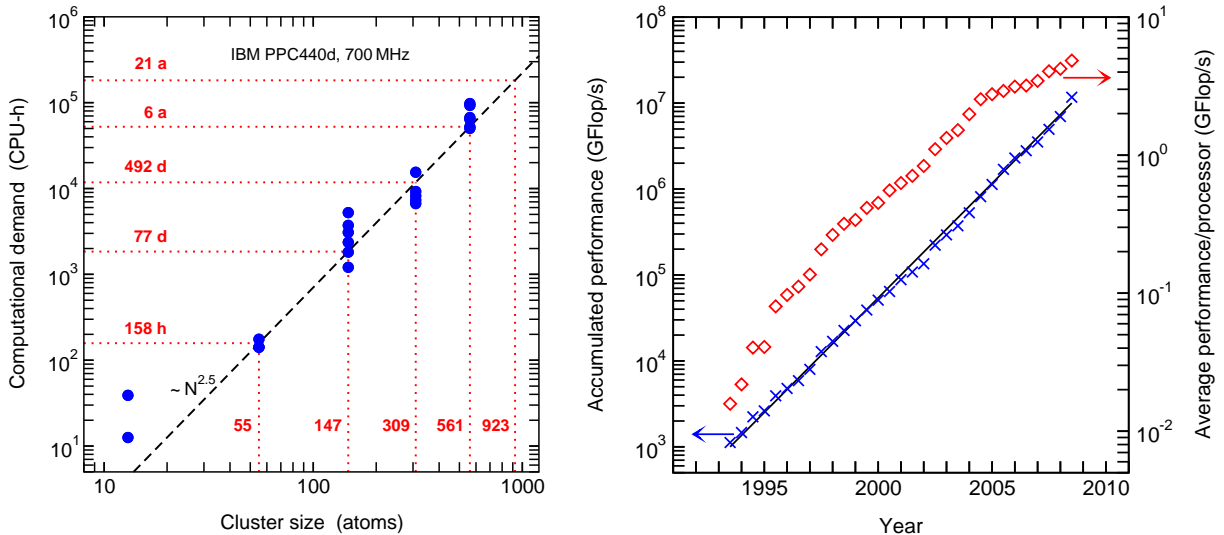 10^6
10^5
10^4
10^3
10^2
10^1
Computational demand (CPU-h)
IBM PPC440d, 700 MHz
21 a
6 a
492 d
77 d
158 h
~ N^2.5
55
147
309
561
923
10
100
1000
Cluster size (atoms)
10^8
10^7
10^6
10^5
10^4
10^3
Accumulated performance (GFlop/s)
10^1
10^0
10^-1
10^-2
Average performance/processor (GFlop/s)
1995
2000
2005
2010
Year